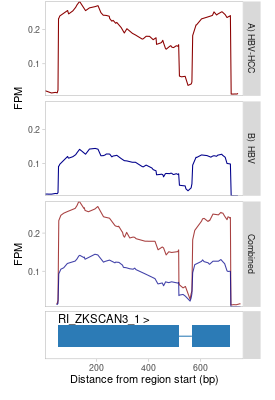 A) HBV-HCC
0.2
0.1
FPM
B) HBV
0.2
0.1
Combined
0.2
0.1
FPM
RI_ZKSCAN3_1 >
200 400 600
Distance from region start (bp)